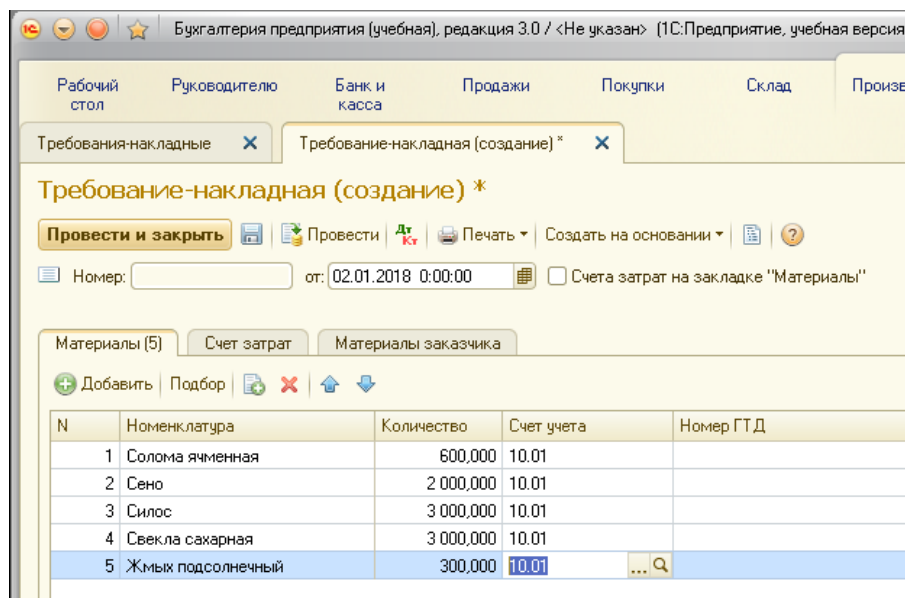 Бухгалтерия предприятия (учебная), редакция 3.0 / <Не указан> (1С:Предприятие, учебная версия
Рабочий стол Руководителю Банк и касса Продажи Покупки Склад Произв
Требования-накладные Требование-накладная (создание) *
Требование-накладная (создание) *
Провести и закрыть Провести Дт Кт Печать Создать на основании
Номер: от: 02.01.2018 0:00:00 Счета затрат на закладке "Материалы"
Материалы (5) Счет затрат Материалы заказчика
Добавить Подбор
N Номенклатура Количество Счет учета Номер ГТД
1 Солома ячменная 600,000 10.01
2 Сено 2 000,000 10.01
3 Силос 3 000,000 10.01
4 Свекла сахарная 3 000,000 10.01
5 Жмых подсолнечный 300,000 10.01 ...